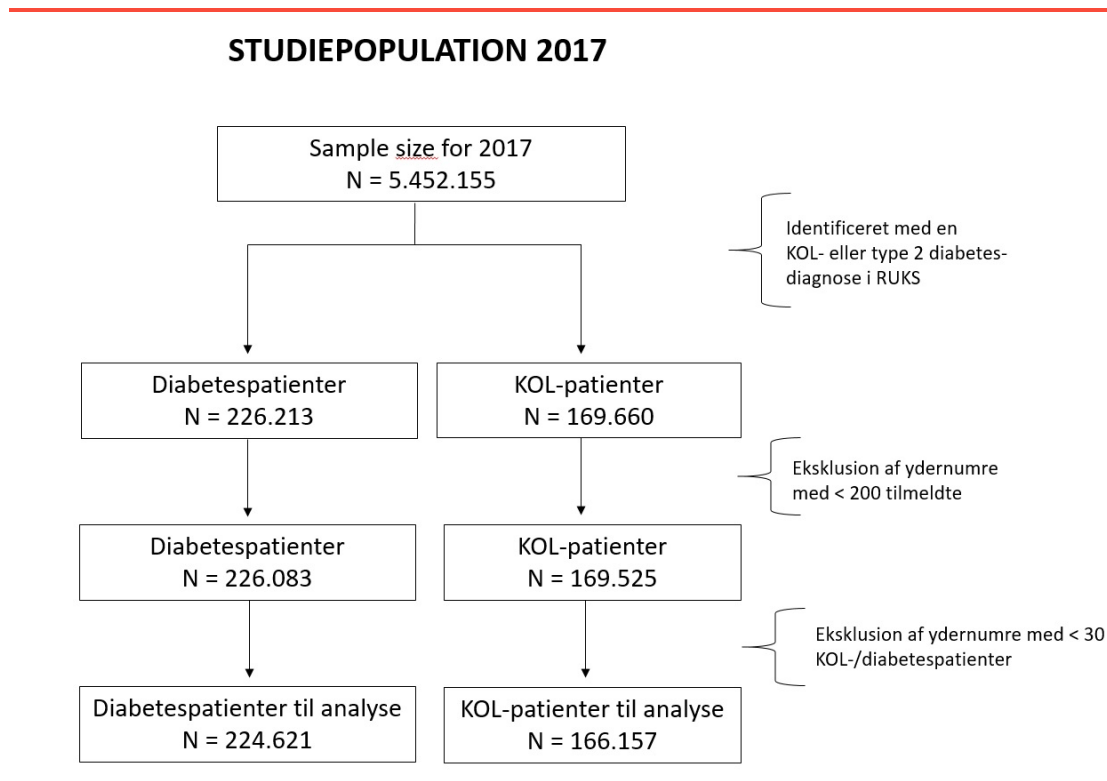 STUDIEPOPULATION 2017
Sample size for 2017
N = 5.452.155
Identificeret med en
KOL- eller type 2 diabetes-
diagnose i RUKS
Diabetespatienter
N = 226.213
KOL-patienter
N = 169.660
Eksklusion af ydernumre
med < 200 tilmeldte
Diabetespatienter
N = 226.083
KOL-patienter
N = 169.525
Eksklusion af ydernumre med < 30
KOL-/diabetespatienter
Diabetespatienter til analyse
N = 224.621
KOL-patienter til analyse
N = 166.157